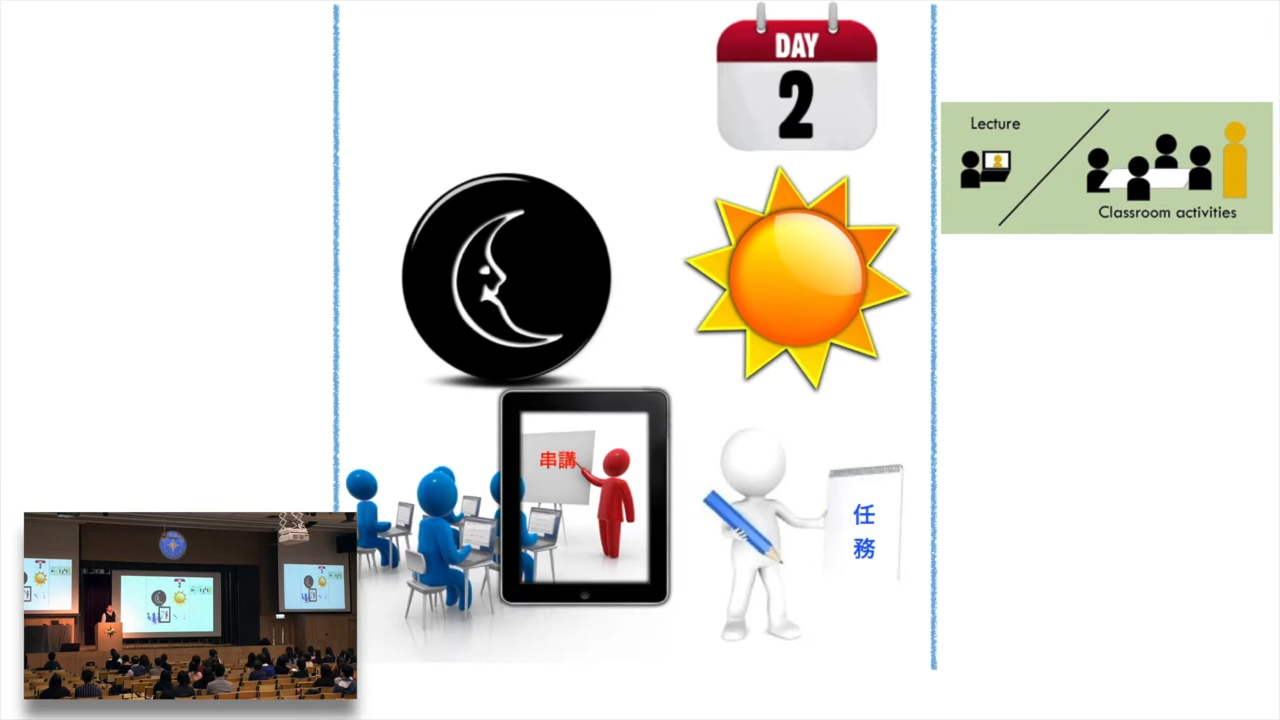 DAY
2
Lecture
Classroom activities
串講
任
務